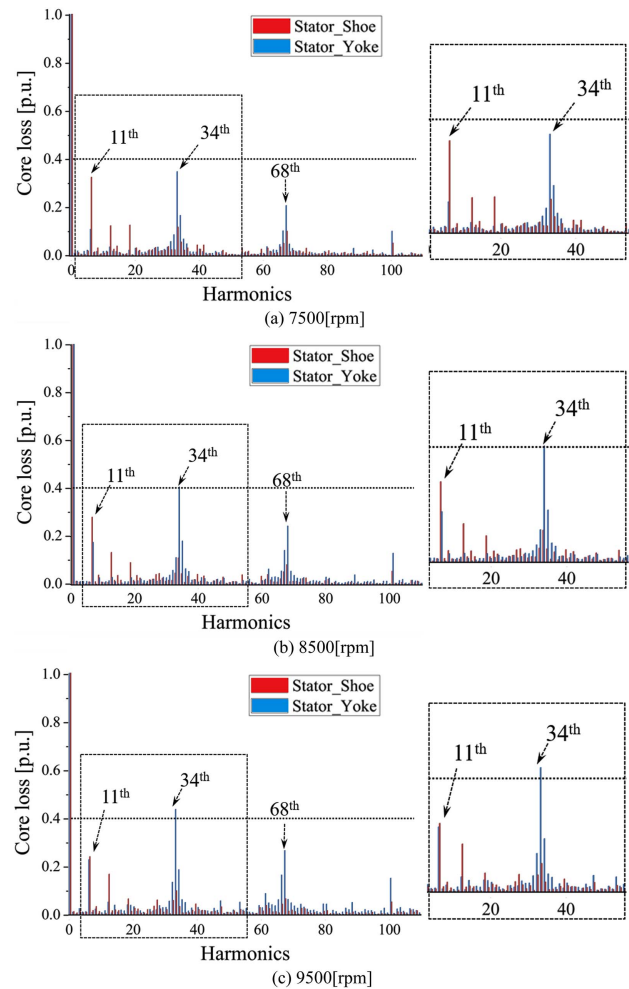 Stator_Shoe
Stator_Yoke
Core loss [p.u.]
1.0
0.8
0.6
0.4
0.2
0.0
11th
34th
68th
0 20 40 60 80 100
Harmonics
11th
34th
20 40
(a) 7500[rpm]
Stator_Shoe
Stator_Yoke
Core loss [p.u.]
1.0
0.8
0.6
0.4
0.2
0.0
11th
34th
68th
0 20 40 60 80 100
Harmonics
11th
34th
20 40
(b) 8500[rpm]
Stator_Shoe
Stator_Yoke
Core loss [p.u.]
1.0
0.8
0.6
0.4
0.2
0.0
11th
34th
68th
0 20 40 60 80 100
Harmonics
11th
34th
20 40
(c) 9500[rpm]